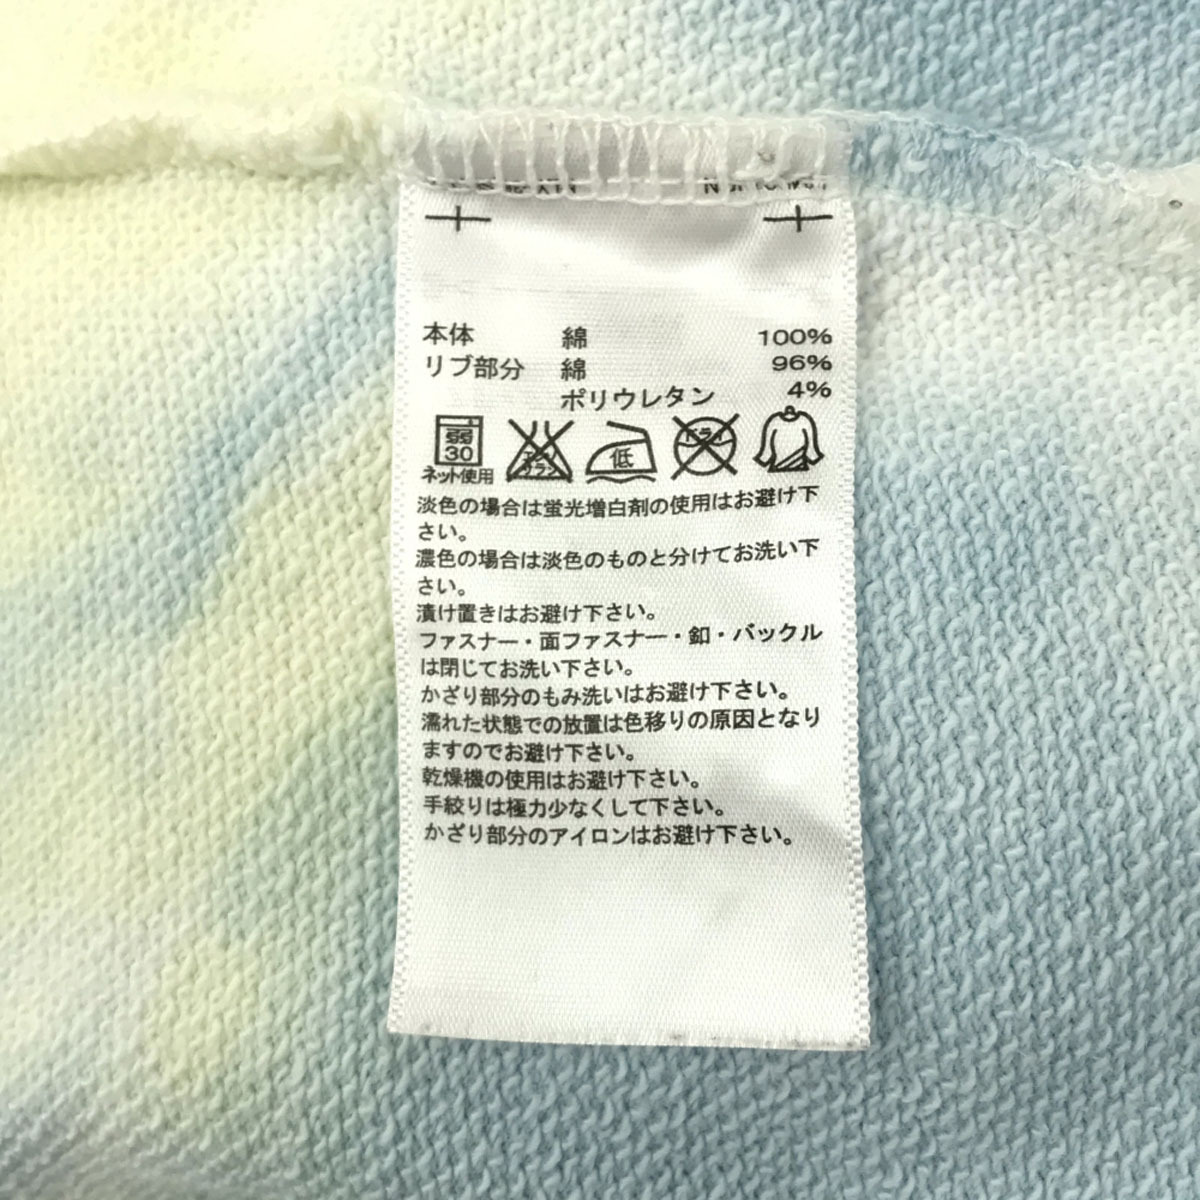 本体 綿 100%
リブ部分 綿 96%
ポリウレタン 4%
弱
30
ネット使用
低
ドライ
淡色の場合は蛍光増白剤の使用はお避け下
さい。
濃色の場合は淡色のものと分けてお洗い下
さい。
漬け置きはお避け下さい。
ファスナー・面ファスナー・釦・バックル
は閉じてお洗い下さい。
かざり部分のもみ洗いはお避け下さい。
濡れた状態での放置は色移りの原因となり
ますのでお避け下さい。
乾燥機の使用はお避け下さい。
手絞りは極力少なくして下さい。
かざり部分のアイロンはお避け下さい。